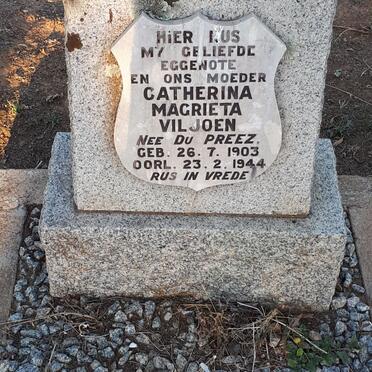 HIER RUS
MY GELIEFDE
EGGENOTE
EN ONS MOEDER
CATHERINA
MAGRIETA
VILJOEN
NEE DU PREEZ.
GEB. 26. 7. 1903
OORL. 23. 2. 1944
RUS IN VREDE